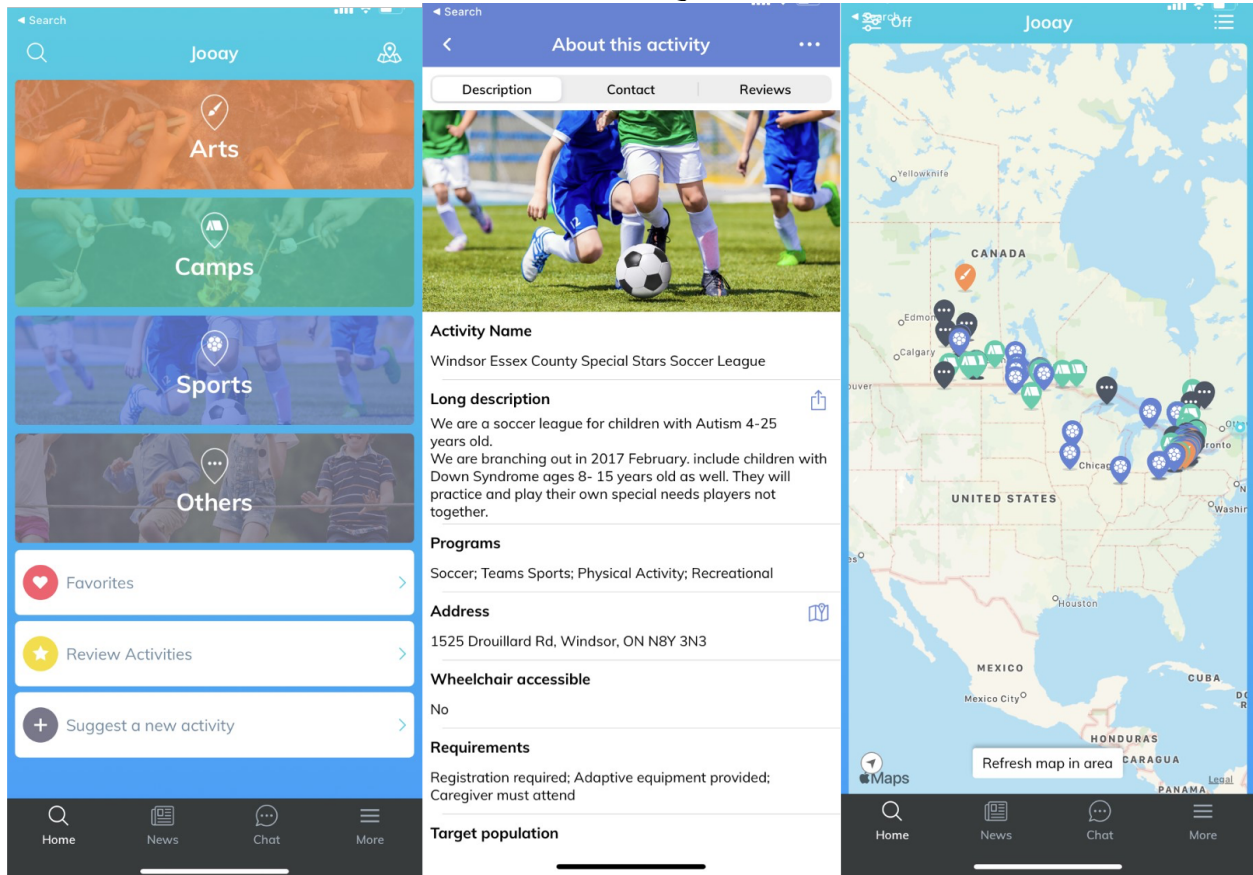 ◀ Search
Jooay
Arts
Camps
Sports
Others
Favorites
Review Activities
Suggest a new activity
Home News Chat More
◀ Search
About this activity
Description Contact Reviews
12
Activity Name
Windsor Essex County Special Stars Soccer League
Long description
We are a soccer league for children with Autism 4-25
years old.
We are broching out in 2017 February. include children with
Down Syndrome ages 8- 15 years old as well. They will
practice and play their own special needs players not
together.
Programs
Soccer; Teams Sports; Physical Activity; Recreational
Address
1525 Drouillard Rd, Windsor, ON N8Y 3N3
Wheelchair accessible
No
Requirements
Registration required; Adaptive equipment provided;
Caregiver must attend
Target population
Off
Jooay
Yellowknife
CANADA
Edmon
Calgary
ouver
ronto
Chicag
UNITED STATES
Washin
Houston
MEXICO
CUBA
Mexico City
HONDURAS
Refresh map in area
CARAGUA
Maps
Legal
PANAMA
Home News Chat More